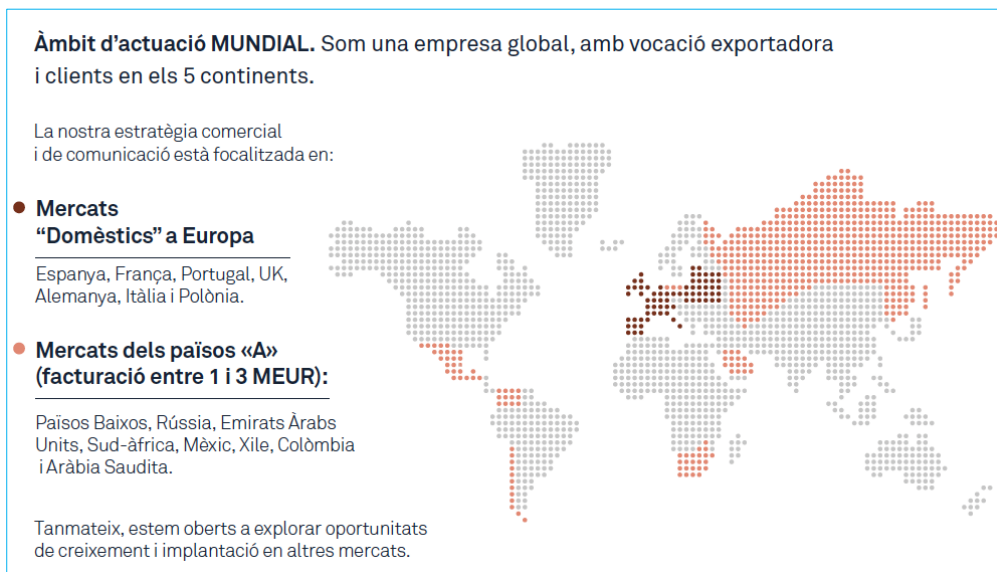 Àmbit d'actuació MUNDIAL. Som una empresa global, amb vocació exportadora
i clients en els 5 continents.
La nostra estratègia comercial
i de comunicació està focalitzada en:
Mercats
“Domèstics” a Europa
Espanya, França, Portugal, UK,
Alemanya, Itàlia i Polònia.
Mercats dels països «A»
(facturació entre 1 i 3 MEUR):
Països Baixos, Rússia, Emirats Àrabs
Units, Sud-àfrica, Mèxic, Xile, Colòmbia
i Aràbia Saudita.
Tanmateix, estem oberts a explorar oportunitats
de creixement i implantació en altres mercats.